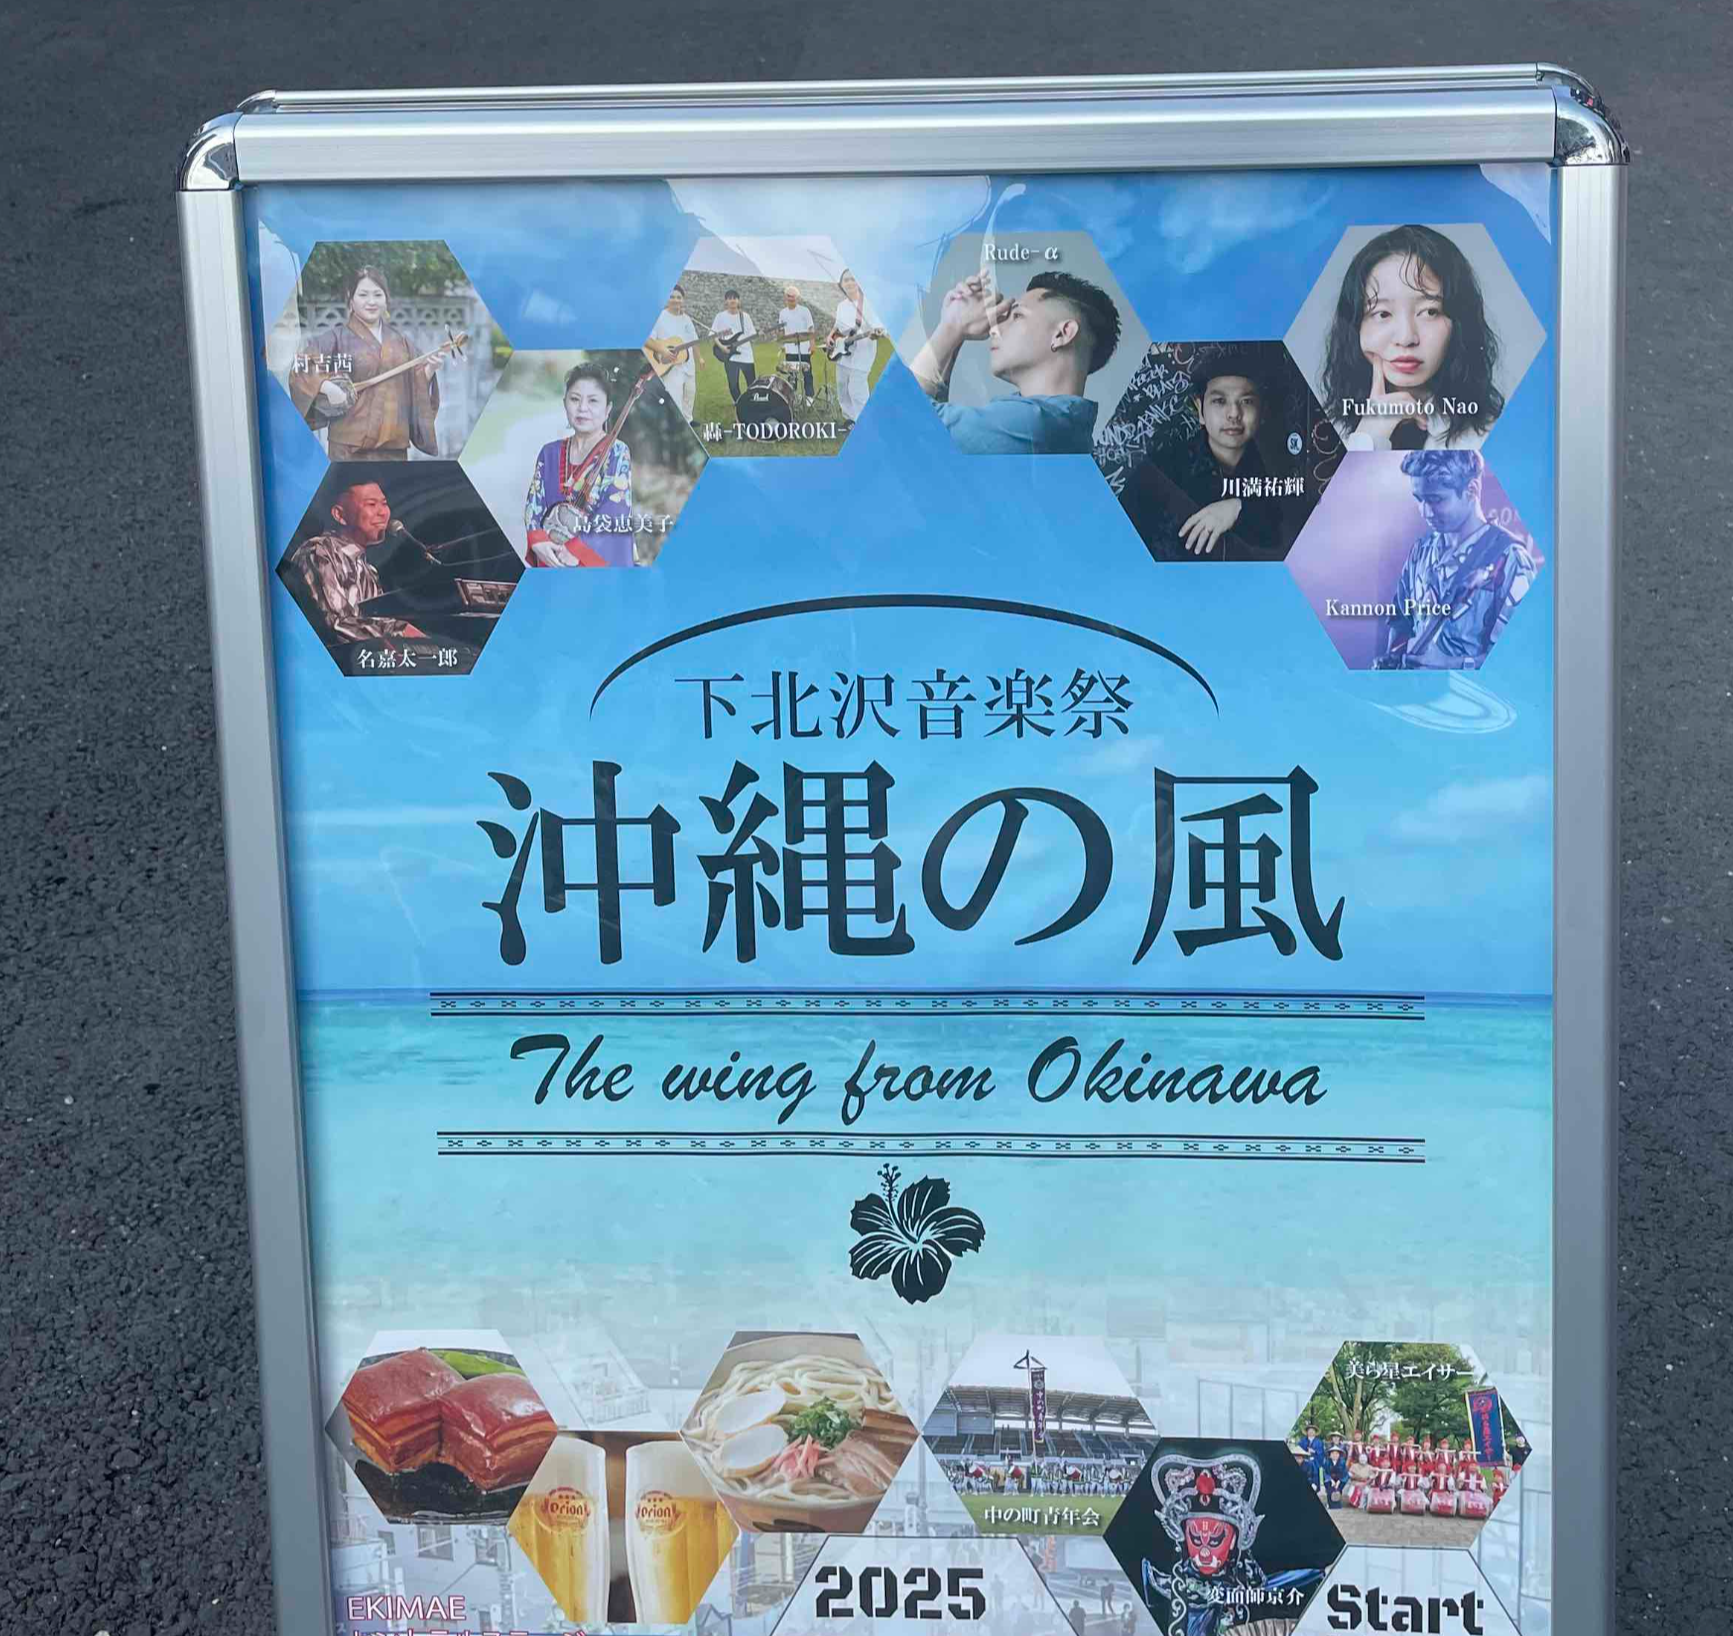 Rude-α
村吉茜
轟-TODOROKI-
Fukumoto Nao
島袋恵美子
川満祐輝
名嘉太一郎
Kannon Price
下北沢音楽祭
沖縄の風
The wing from Okinawa
美ら星エイサー
Orion
Orion
中の町青年会
変面師京介
2025
Start
EKIMAE